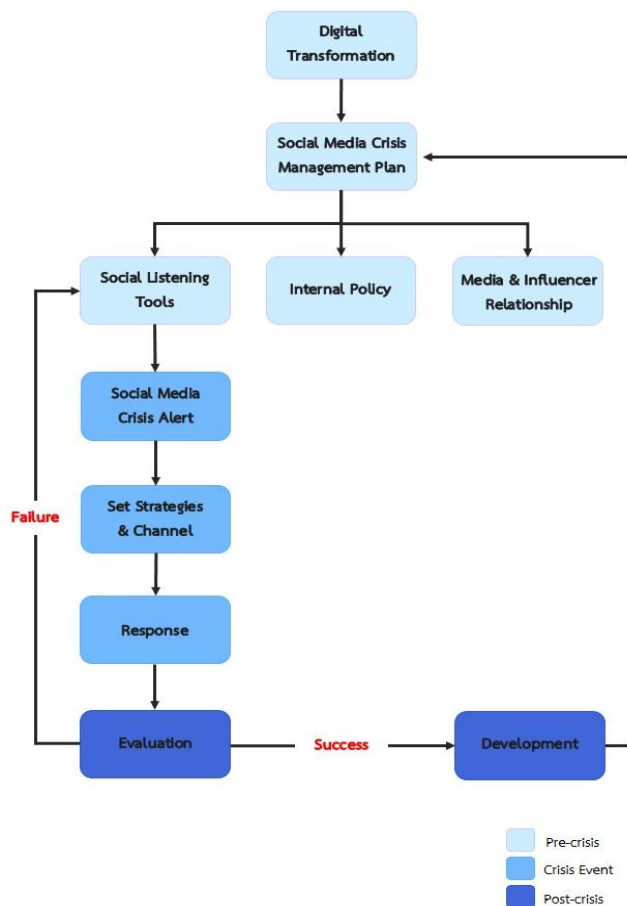 Digital
Transformation
Social Media Crisis
Management Plan
Social Listening
Tools
Internal Policy
Media & Influencer
Relationship
Social Media
Crisis Alert
Set Strategies
& Channel
Failure
Response
Evaluation
Success
Development
Pre-crisis
Crisis Event
Post-crisis